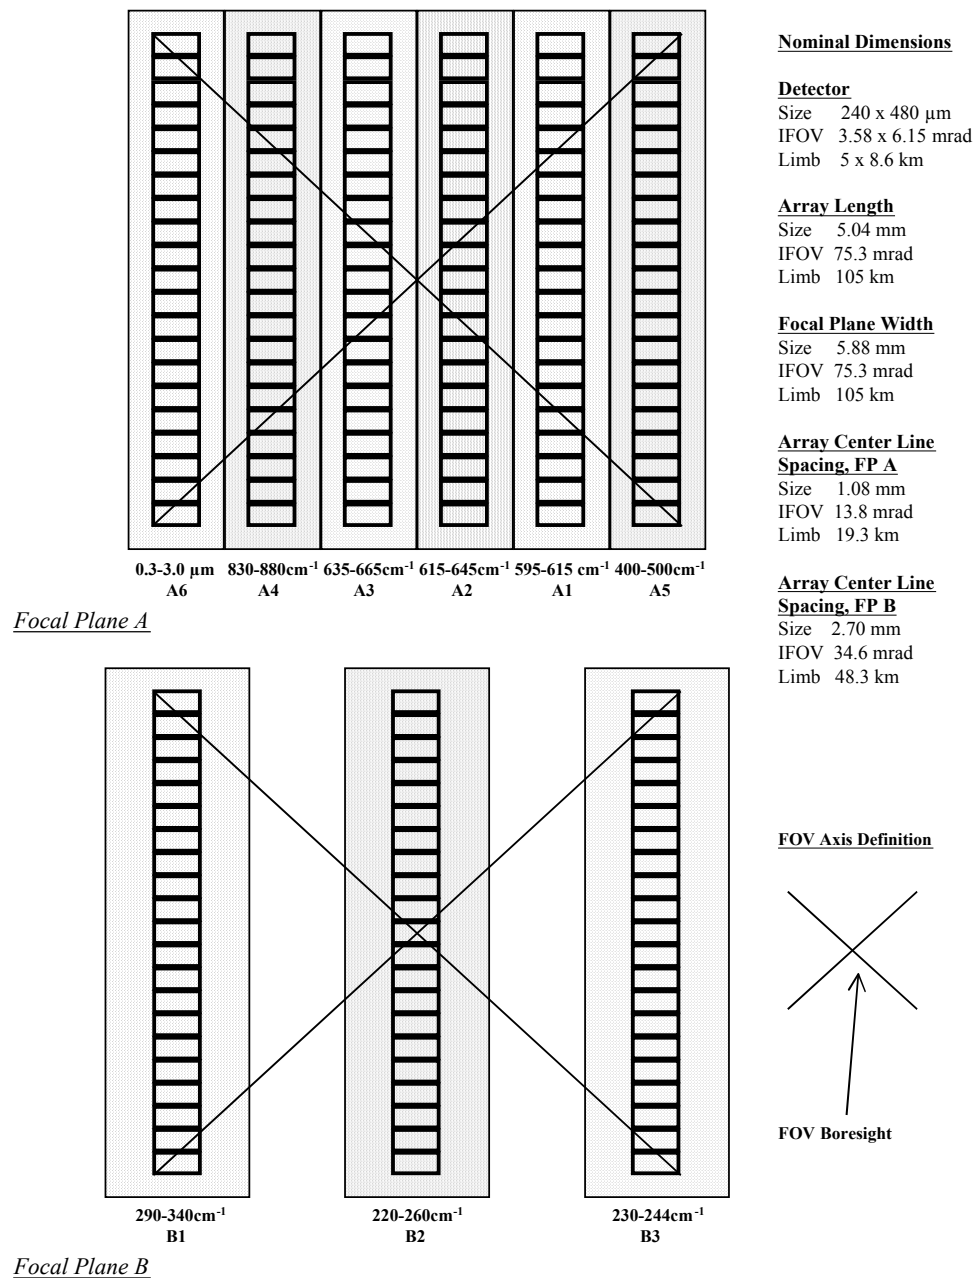 Nominal Dimensions
Detector
Size 240 x 480 µm
IFOV 3.58 x 6.15 mrad
Limb 5 x 8.6 km
Array Length
Size 5.04 mm
IFOV 75.3 mrad
Limb 105 km
Focal Plane Width
Size 5.88 mm
IFOV 75.3 mrad
Limb 105 km
Array Center Line
Spacing, FP A
Size 1.08 mm
IFOV 13.8 mrad
Limb 19.3 km
Array Center Line
Spacing, FP B
Size 2.70 mm
IFOV 34.6 mrad
Limb 48.3 km
0.3-3.0 µm 830-880cm⁻¹ 635-665cm⁻¹ 615-645cm⁻¹ 595-615 cm⁻¹ 400-500cm⁻¹
A6 A4 A3 A2 A1 A5
Focal Plane A
FOV Axis Definition
FOV Boresight
290-340cm⁻¹ 220-260cm⁻¹ 230-244cm⁻¹
B1 B2 B3
Focal Plane B